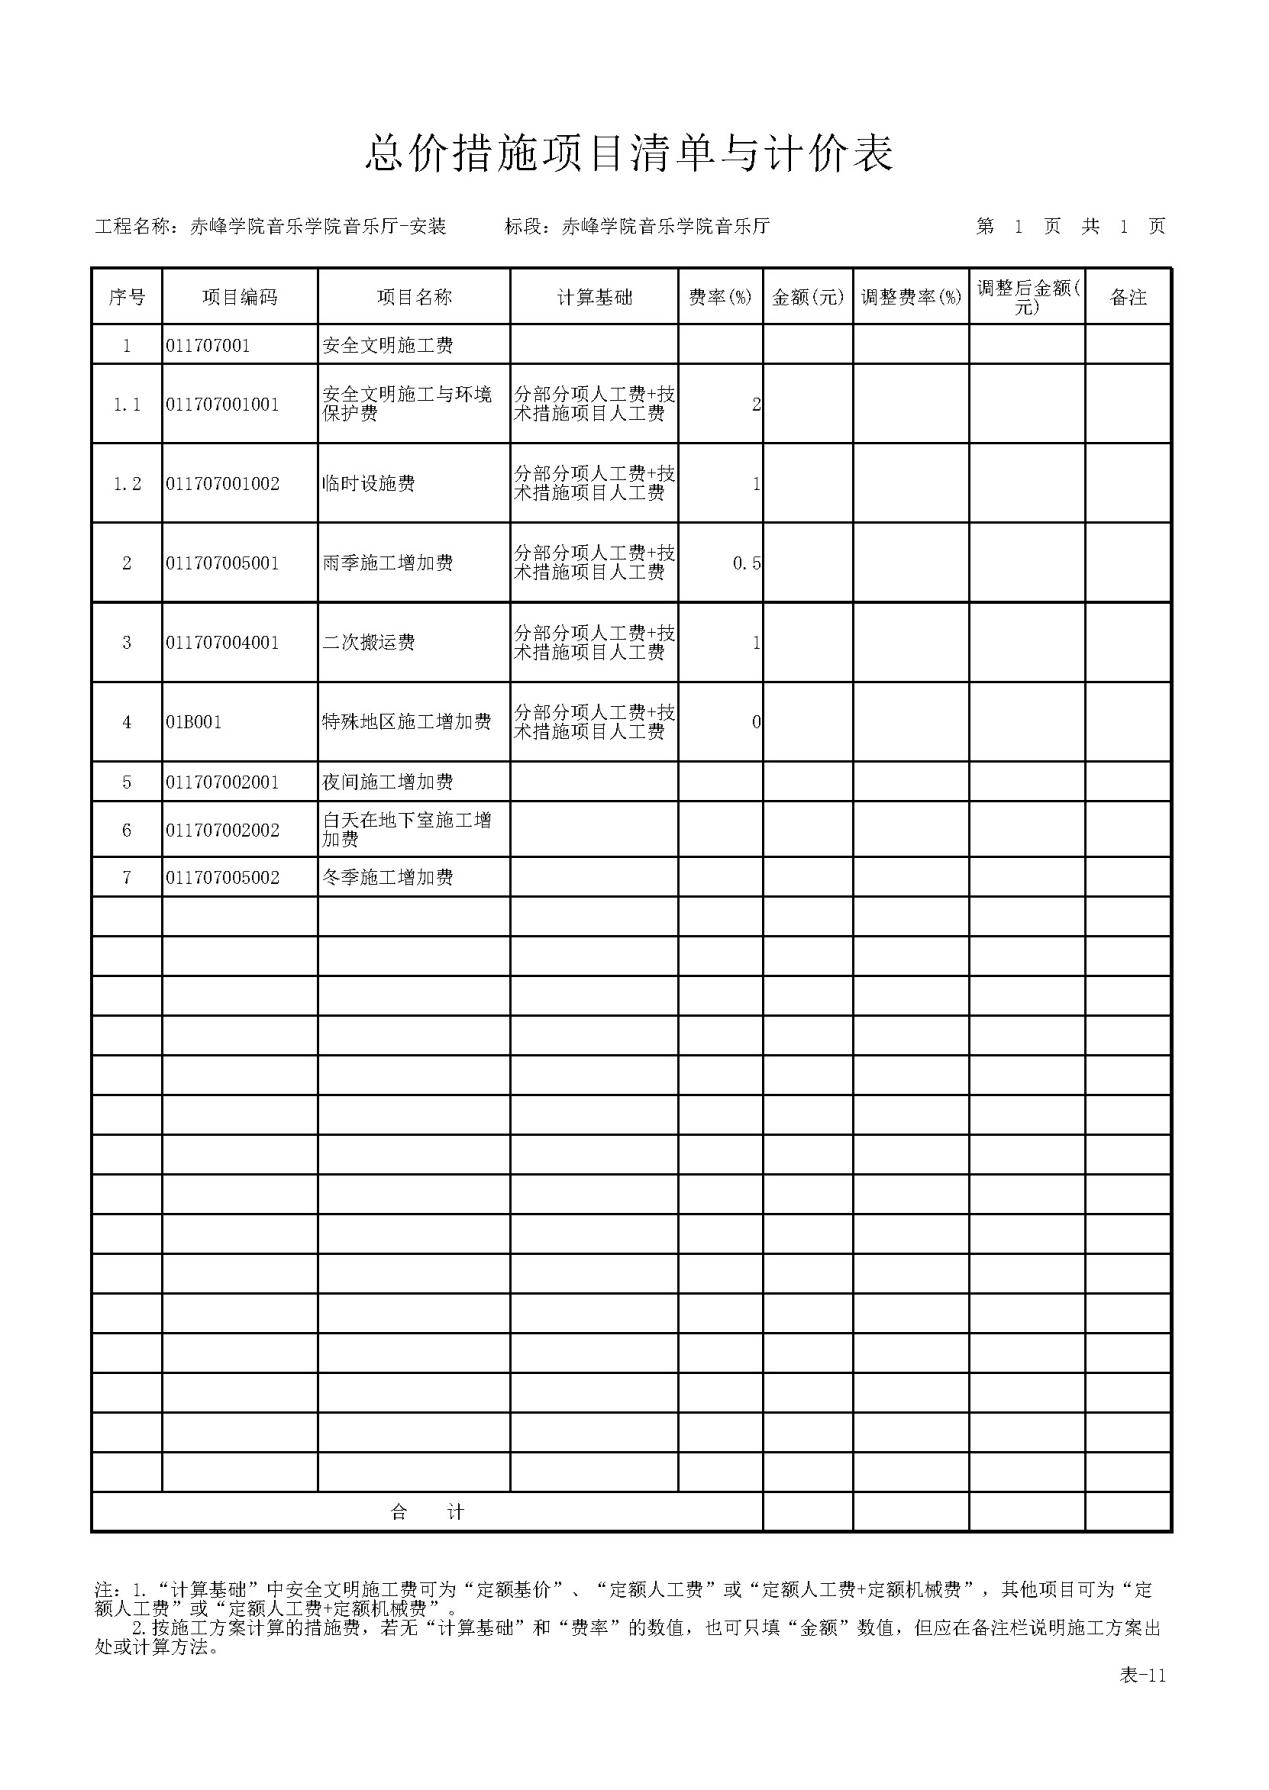 总价措施项目清单与计价表
工程名称：赤峰学院音乐学院音乐厅-安装 标段：赤峰学院音乐学院音乐厅 第 1 页 共 1 页
序号 项目编码 项目名称 计算基础 费率(%) 金额(元) 调整费率(%) 调整后金额(
元) 备注
1 011707001 安全文明施工费
1.1 011707001001 安全文明施工与环境
保护费 分部分项人工费+技
术措施项目人工费 2
1.2 011707001002 临时设施费 分部分项人工费+技
术措施项目人工费 1
2 011707005001 雨季施工增加费 分部分项人工费+技
术措施项目人工费 0.5
3 011707004001 二次搬运费 分部分项人工费+技
术措施项目人工费 1
4 01B001 特殊地区施工增加费 分部分项人工费+技
术措施项目人工费 0
5 011707002001 夜间施工增加费
6 011707002002 白天在地下室施工增
加费
7 011707005002 冬季施工增加费
合 计
注：1.“计算基础”中安全文明施工费可为“定额基价”、“定额人工费”或“定额人工费+定额机械费”，其他项目可为“定
额人工费”或“定额人工费+定额机械费”。
2.按施工方案计算的措施费，若无“计算基础”和“费率”的数值，也可只填“金额”数值，但应在备注栏说明施工方案出
处或计算方法。
表-11